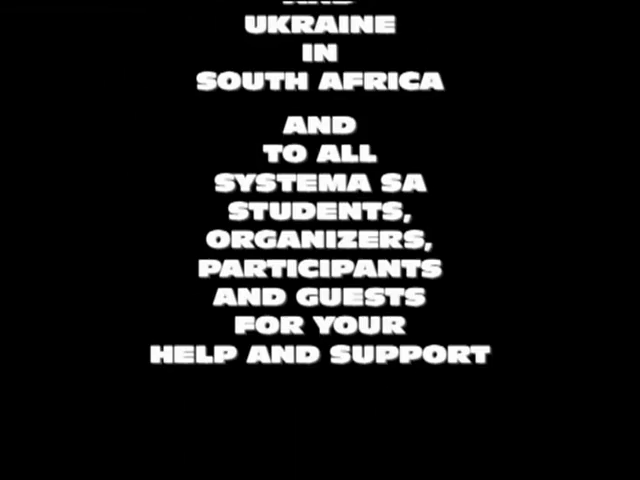 AND
UKRAINE
IN
SOUTH AFRICA
AND
TO ALL
SYSTEMA SA
STUDENTS,
ORGANIZERS,
PARTICIPANTS
AND GUESTS
FOR YOUR
HELP AND SUPPORT